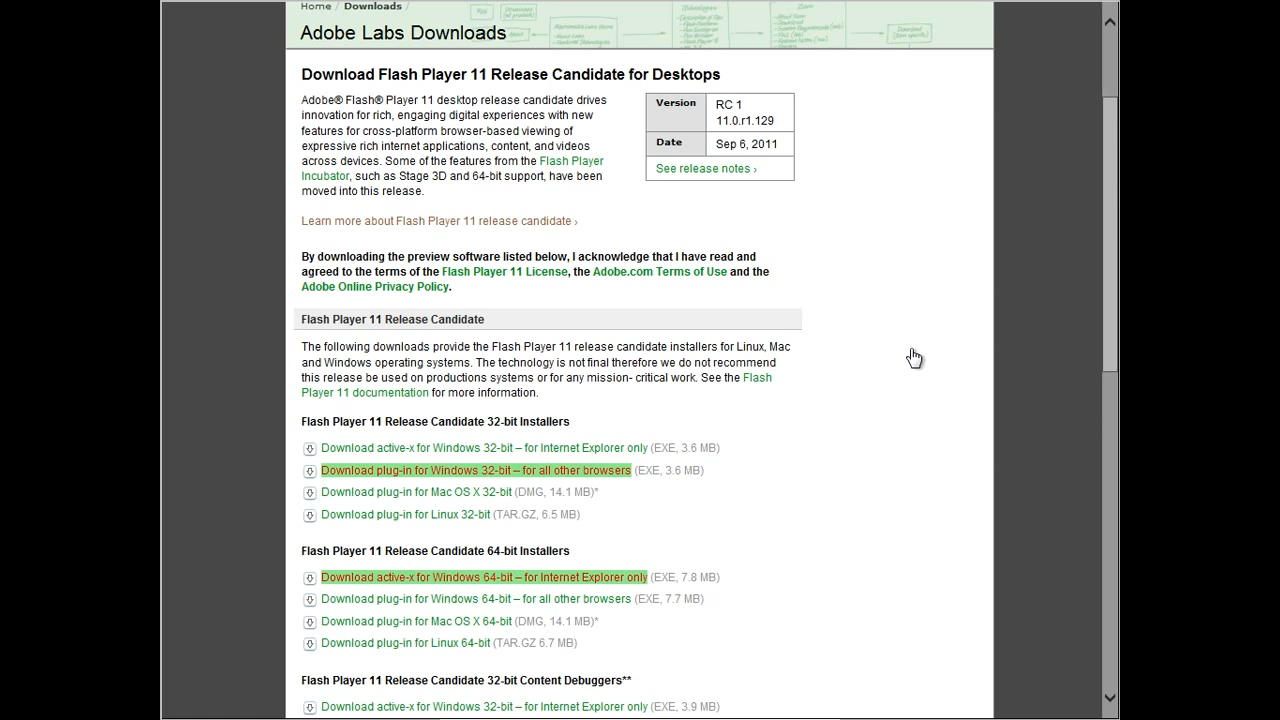 Home / Downloads /
Adobe Labs Downloads
Download Flash Player 11 Release Candidate for Desktops
Adobe® Flash® Player 11 desktop release candidate drives
innovation for rich, engaging digital experiences with new
features for cross-platform browser-based viewing of
expressive rich internet applications, content, and videos
across devices. Some of the features from the Flash Player
Incubator, such as Stage 3D and 64-bit support, have been
moved into this release.
Version RC 1
11.0.r1.129
Date Sep 6, 2011
See release notes ›
Learn more about Flash Player 11 release candidate ›
By downloading the preview software listed below, I acknowledge that I have read and
agreed to the terms of the Flash Player 11 License, the Adobe.com Terms of Use and the
Adobe Online Privacy Policy.
Flash Player 11 Release Candidate
The following downloads provide the Flash Player 11 release candidate installers for Linux, Mac
and Windows operating systems. The technology is not final therefore we do not recommend
this release be used on productions systems or for any mission- critical work. See the Flash
Player 11 documentation for more information.
Flash Player 11 Release Candidate 32-bit Installers
Download active-x for Windows 32-bit – for Internet Explorer only (EXE, 3.6 MB)
Download plug-in for Windows 32-bit – for all other browsers (EXE, 3.6 MB)
Download plug-in for Mac OS X 32-bit (DMG, 14.1 MB)*
Download plug-in for Linux 32-bit (TAR.GZ, 6.5 MB)
Flash Player 11 Release Candidate 64-bit Installers
Download active-x for Windows 64-bit – for Internet Explorer only (EXE, 7.8 MB)
Download plug-in for Windows 64-bit – for all other browsers (EXE, 7.7 MB)
Download plug-in for Mac OS X 64-bit (DMG, 14.1 MB)*
Download plug-in for Linux 64-bit (TAR.GZ 6.7 MB)
Flash Player 11 Release Candidate 32-bit Content Debuggers**
Download active-x for Windows 32-bit – for Internet Explorer only (EXE, 3.9 MB)